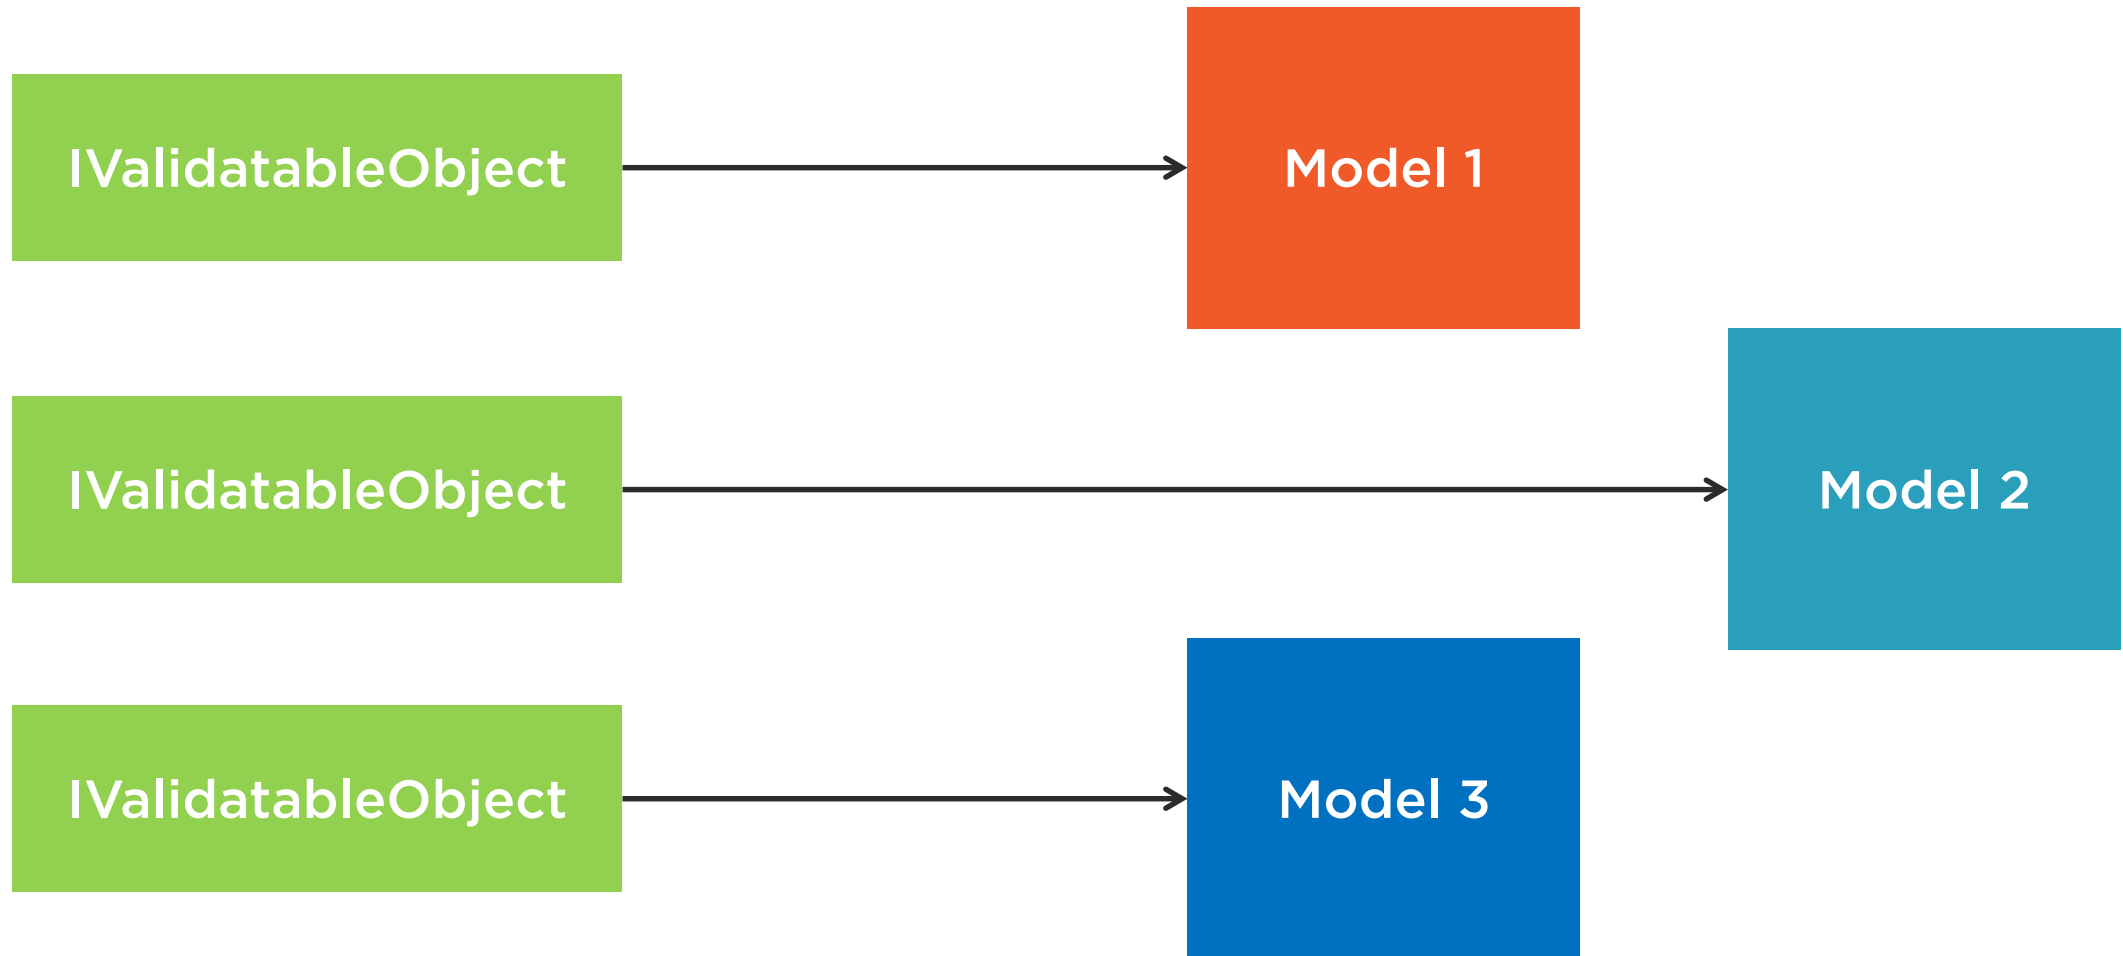 IValidatableObject
Model 1
IValidatableObject
Model 2
IValidatableObject
Model 3